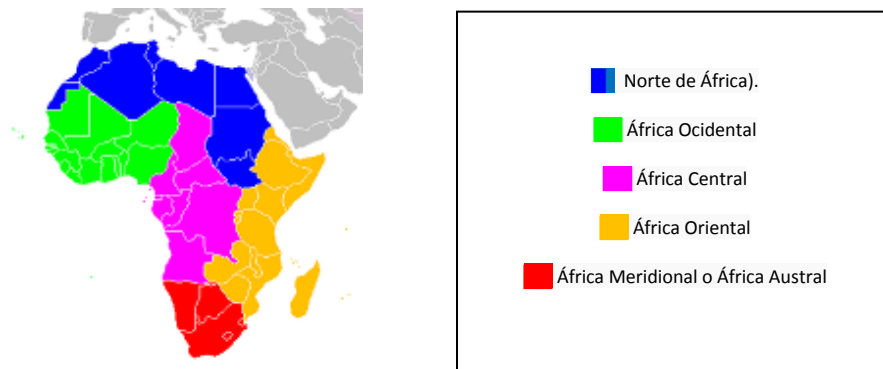 Norte de África).
África Ocidental
África Central
África Oriental
África Meridional o África Austral